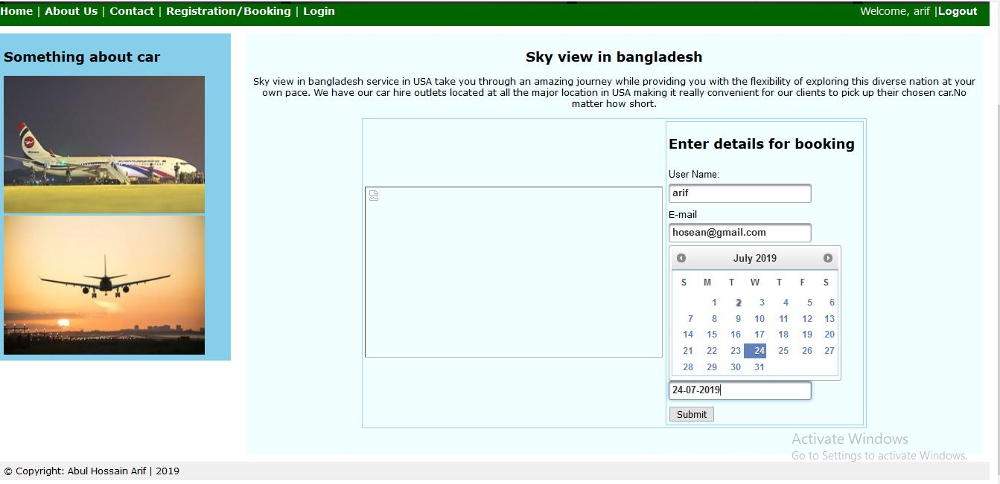 Home | About Us | Contact | Registration/Booking | Login
Welcome, arif |Logout
Something about car
Sky view in bangladesh
Sky view in bangladesh service in USA take you through an amazing journey while providing you with the flexibility of exploring this diverse nation at your
own pace. We have our car hire outlets located at all the major location in USA making it really convenient for our clients to pick up their chosen car.No
matter how short.
Enter details for booking
User Name:
arif
E-mail
hosean@gmail.com
July 2019
S M T W T F S
1 2 3 4 5 6
7 8 9 10 11 12 13
14 15 16 17 18 19 20
21 22 23 24 25 26 27
28 29 30 31
24-07-2019
Submit
Activate Windows
Go to Settings to activate Windows.
© Copyright: Abul Hossain Arif | 2019